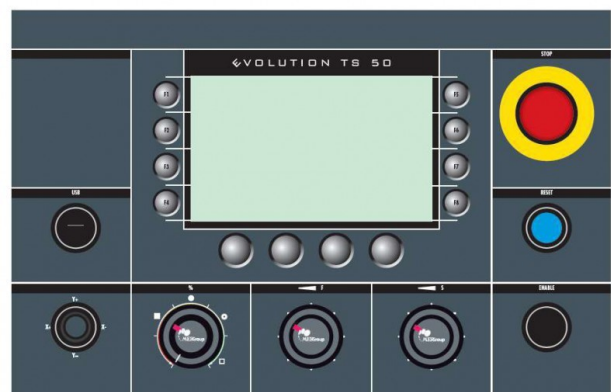 STOP
EVOLUTION TS 50
F1
F5
F2
F6
F3
F7
F4
F8
USB
RESET
%
F
S
ENABLE
Y+
X+
X-
Y-